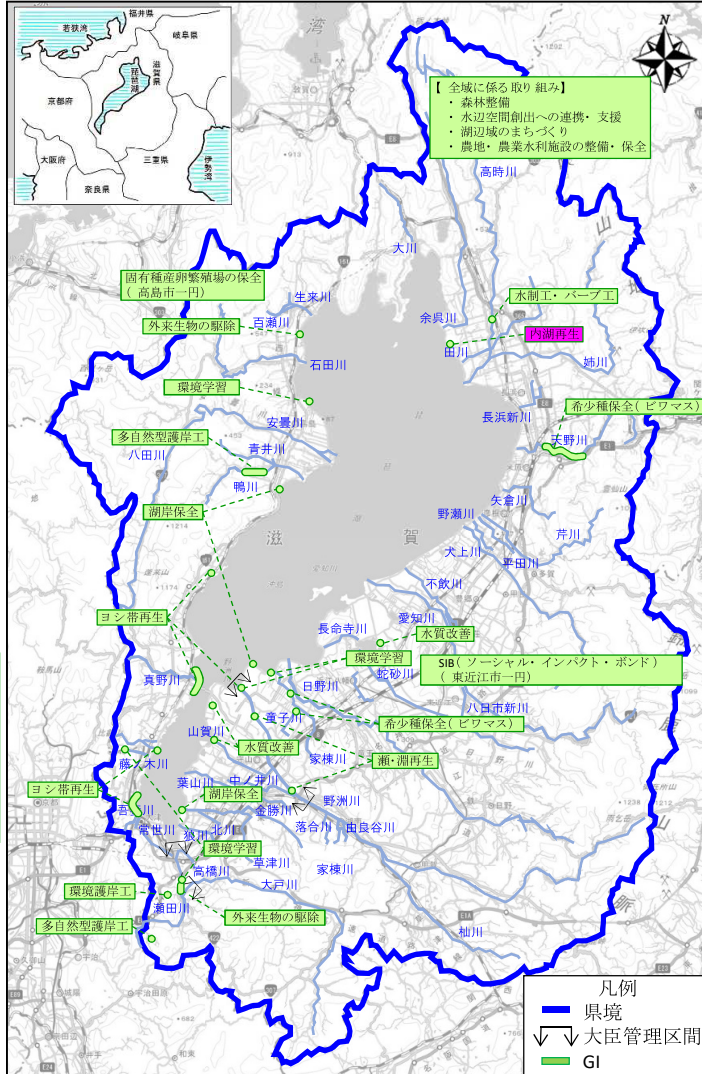 福井県
若狭湾
岐阜県
滋賀県
琵琶湖
京都府
大阪府
三重県
奈良県
伊勢湾
湾
N
【 全域に係る取り組み】
・ 森林整備
・ 水辺空間創出への連携・ 支援
・ 湖辺域のまちづくり
・ 農地・ 農業水利施設の整備・ 保全
高時川
大川
固有種産卵繁殖場の保全
( 高島市一円)
生来川
百瀬川
外来生物の駆除
石田川
余呉川
水制工・ バーブ工
内湖再生
田川
姉川
環境学習
安曇川
長浜新川
希少種保全( ビワマス)
天野川
多自然型護岸工
青井川
八田川
鴨川
湖岸保全
矢倉川
野瀬川
芹川
滋
賀
犬上川
平田川
不飲川
ヨシ帯再生
愛知川
長命寺川
水質改善
環境学習
蛇砂川
SIB( ソーシャル・ インパクト・ ボンド)
( 東近江市一円)
真野川
日野川
八日市新川
童子川
希少種保全( ビワマス)
山賀川
水質改善
家棟川
瀬・ 淵再生
藤ノ木川
中ノ井川
葉山川
ヨシ帯再生
湖岸保全
野洲川
金勝川
常世川
狼川
北川
落合川
由良谷川
環境学習
高橋川
草津川
家棟川
大戸川
環境護岸工
瀬田川
外来生物の駆除
多自然型護岸工
杣川
山
脈
凡例
県境
大臣管理区間
GI